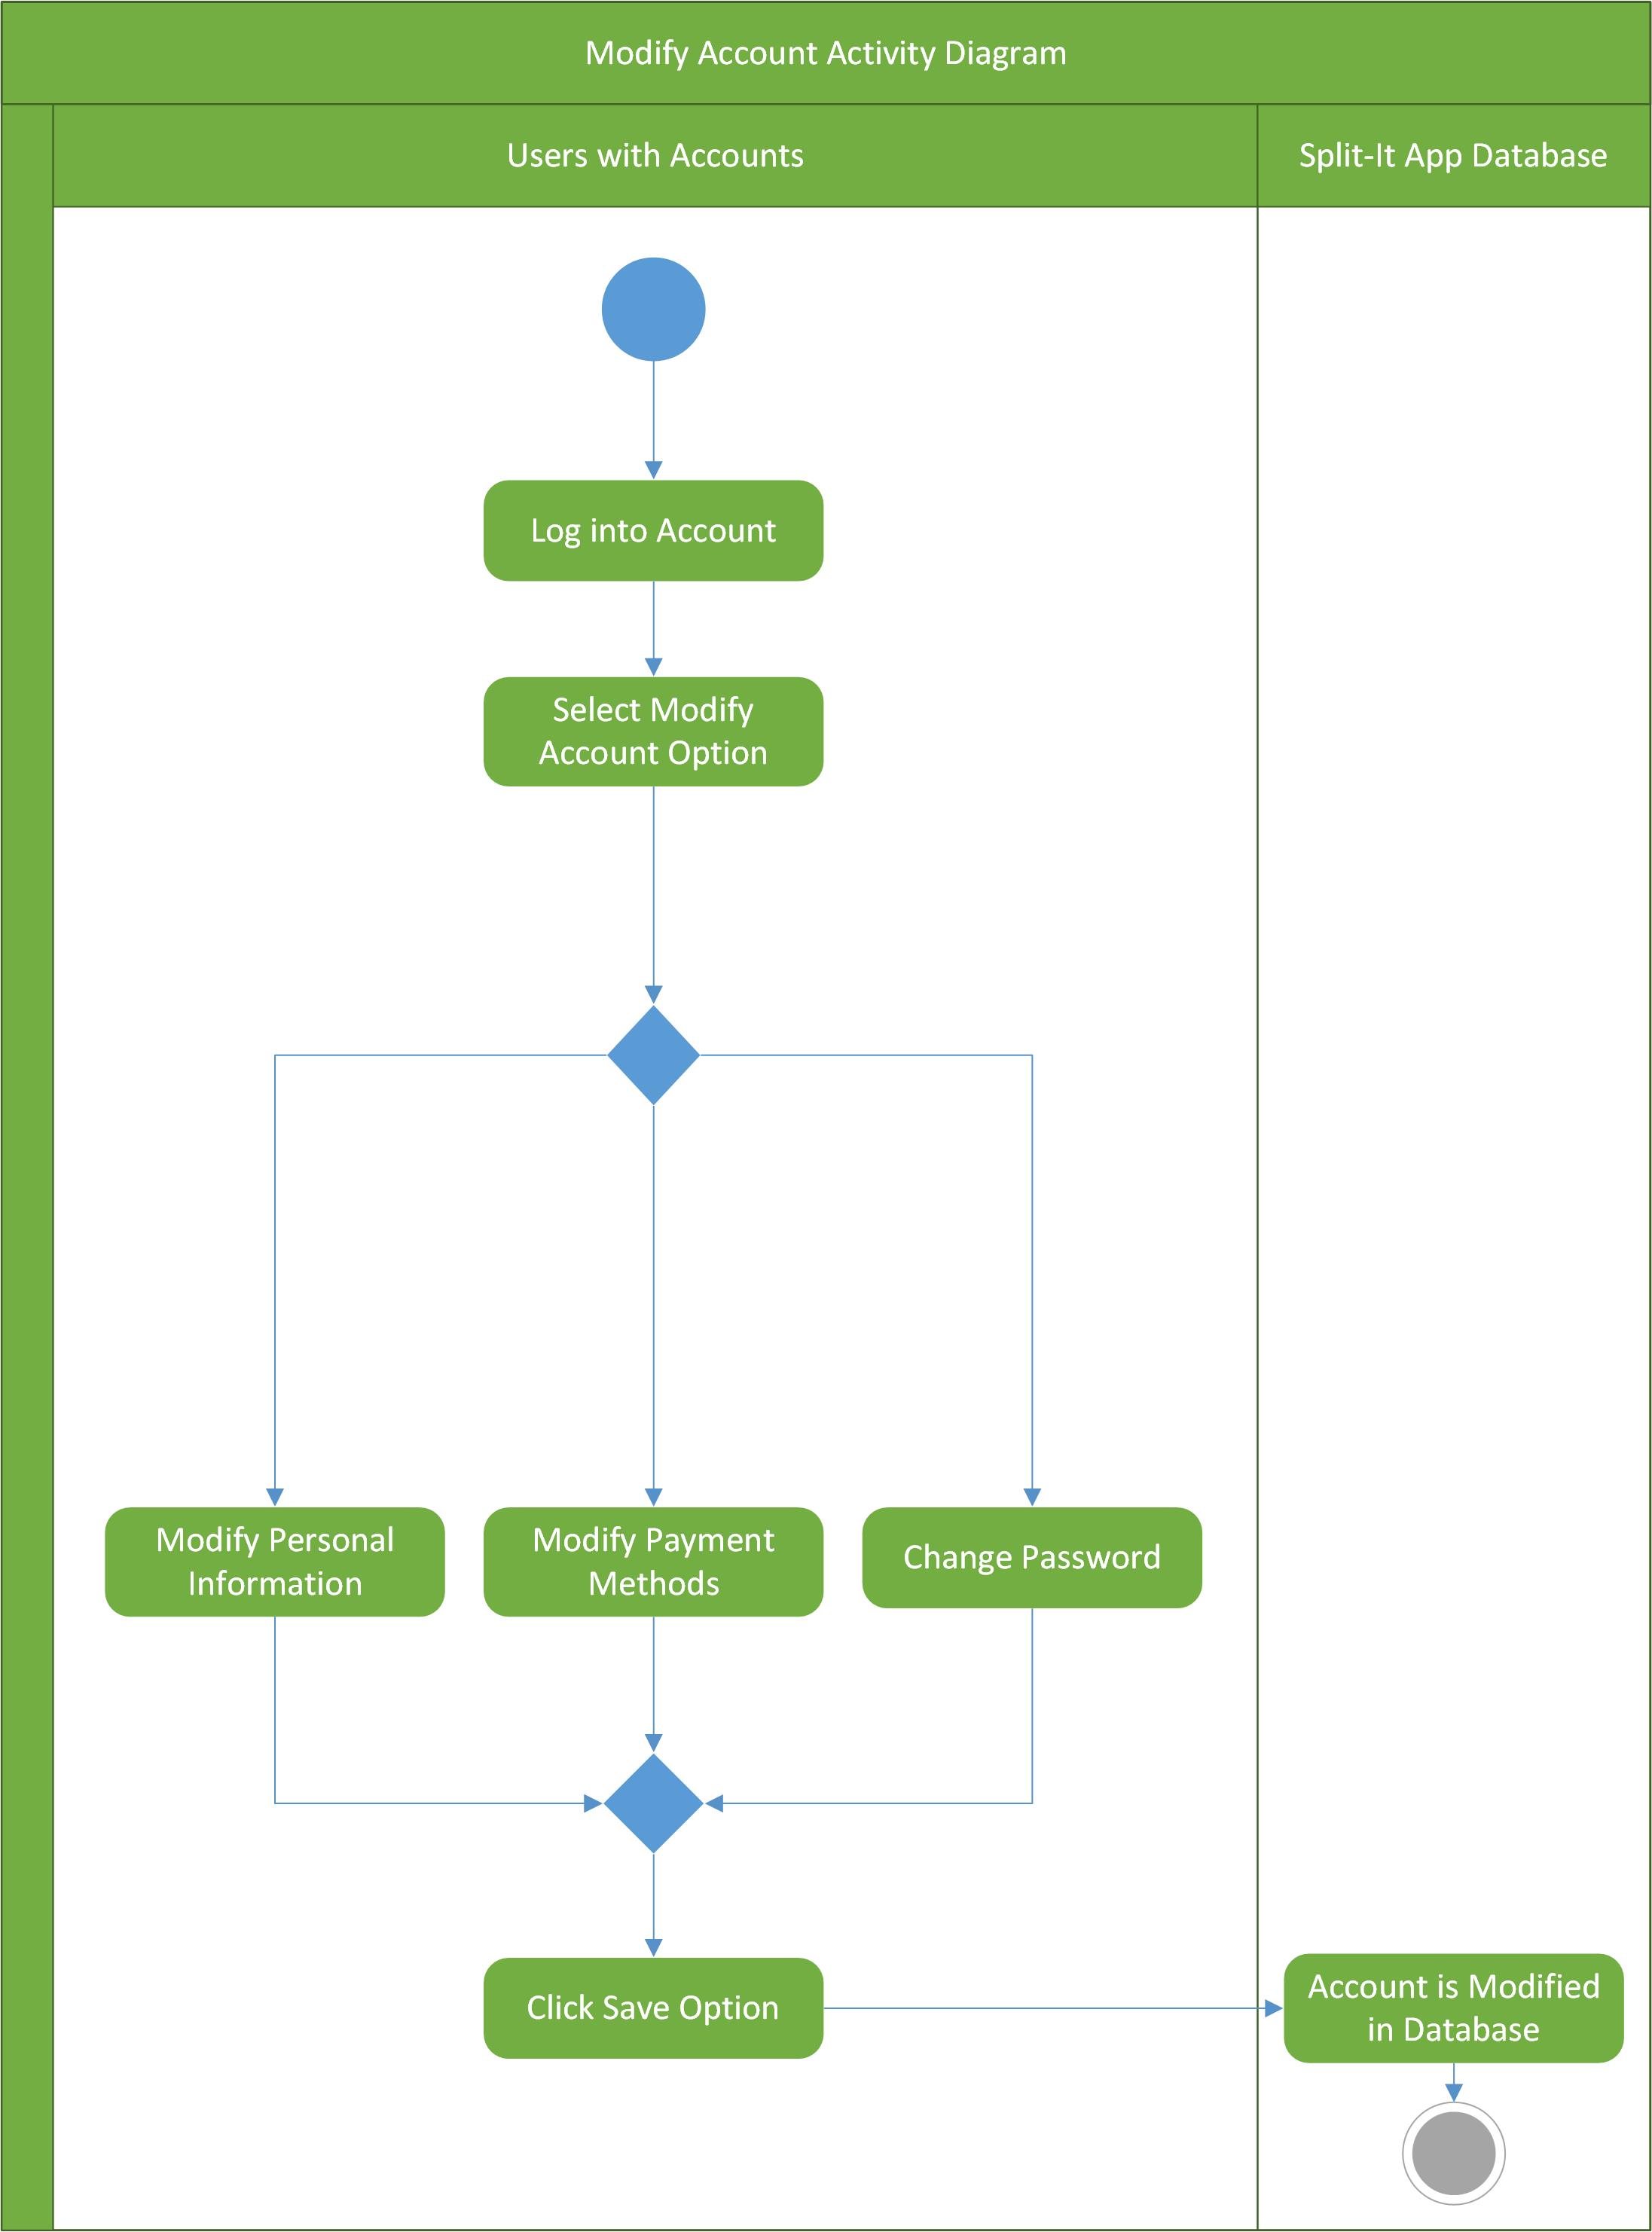 Modify Account Activity Diagram
Users with Accounts
Split-It App Database
Log into Account
Select Modify
Account Option
Modify Personal
Information
Modify Payment
Methods
Change Password
Click Save Option
Account is Modified
in Database